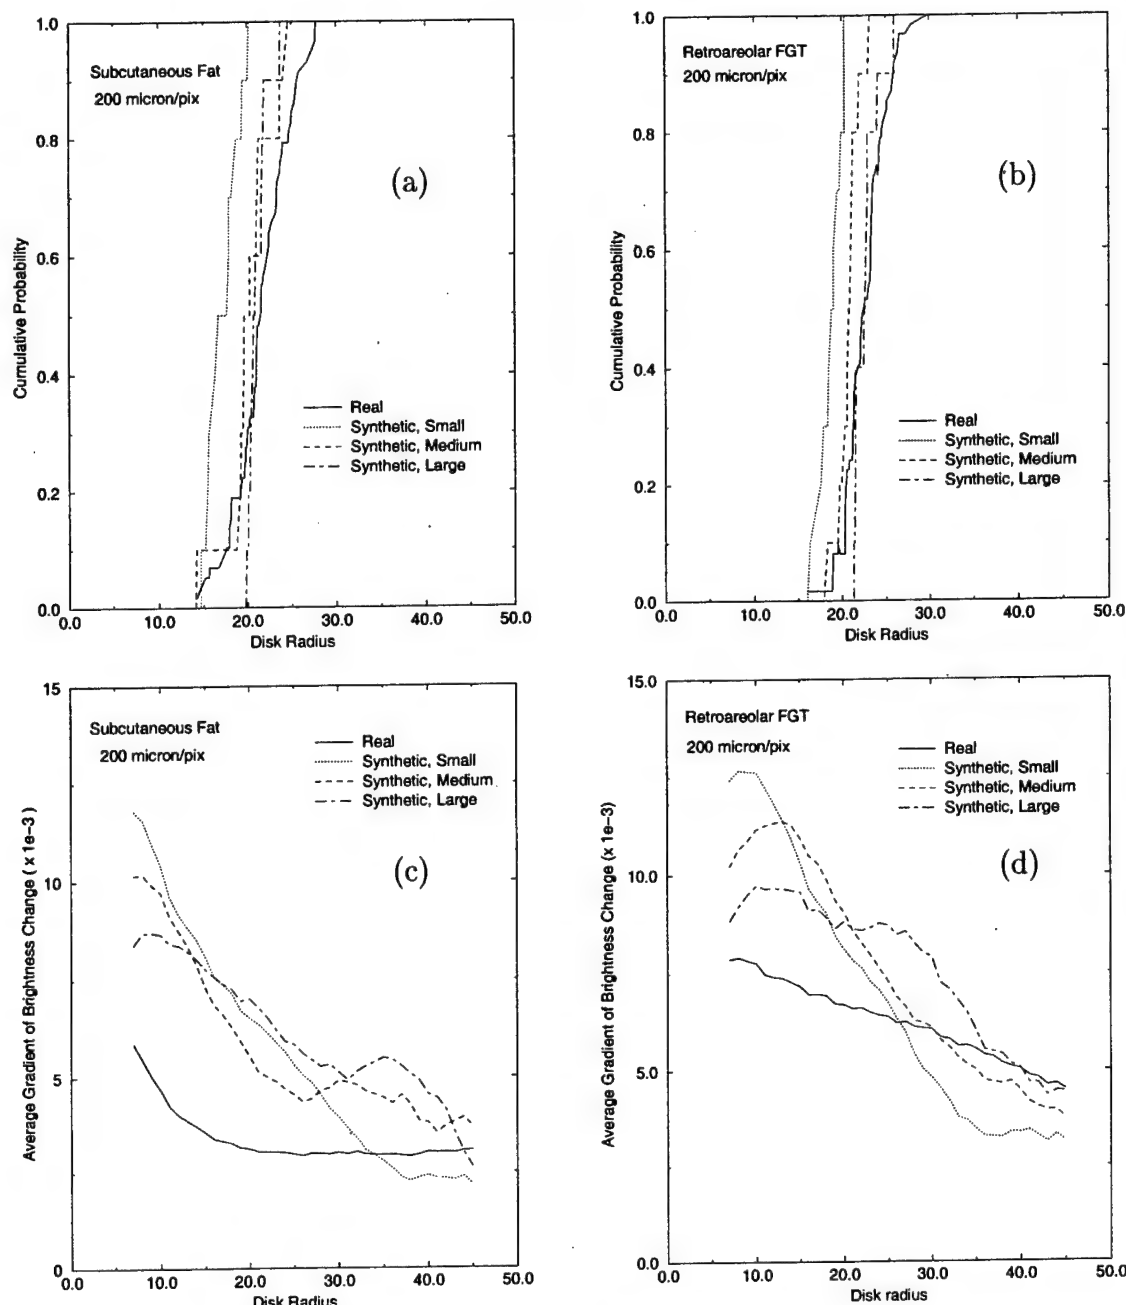 1.0
0.8
0.6
0.4
0.2
0.0
Cumulative Probability
Subcutaneous Fat
200 micron/pix
(a)
Real
Synthetic, Small
Synthetic, Medium
Synthetic, Large
0.0 10.0 20.0 30.0 40.0 50.0
Disk Radius
1.0
0.8
0.6
0.4
0.2
0.0
Cumulative Probability
Retroareolar FGT
200 micron/pix
(b)
Real
Synthetic, Small
Synthetic, Medium
Synthetic, Large
0.0 10.0 20.0 30.0 40.0 50.0
Disk Radius
15
10
5
0
Average Gradient of Brightness Change ( x 1e-3 )
Subcutaneous Fat
200 micron/pix
Real
Synthetic, Small
Synthetic, Medium
Synthetic, Large
(c)
0.0 10.0 20.0 30.0 40.0 50.0
Disk Radius
15.0
10.0
5.0
0.0
Average Gradient of Brightness Change (x 1e-3)
Retroareolar FGT
200 micron/pix
Real
Synthetic, Small
Synthetic, Medium
Synthetic, Large
(d)
0.0 10.0 20.0 30.0 40.0 50.0
Disk radius